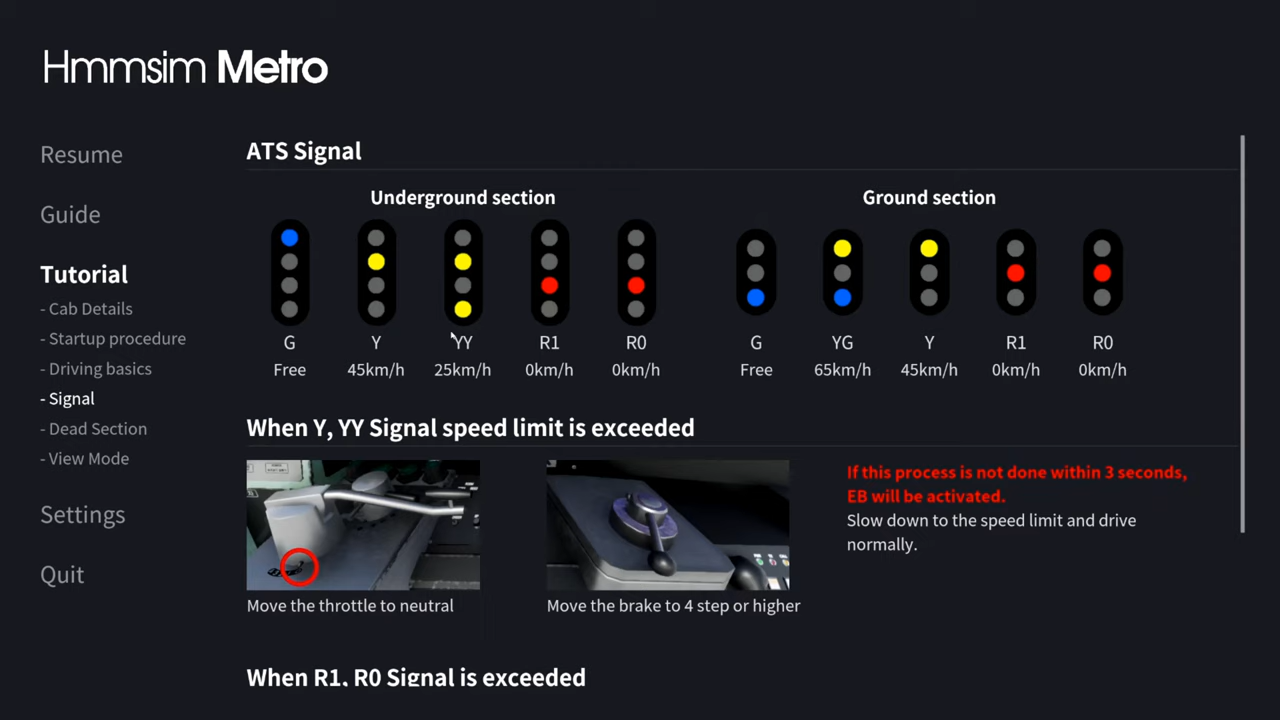 Hmmsim Metro
Resume
Guide
Tutorial
- Cab Details
- Startup procedure
- Driving basics
- Signal
- Dead Section
- View Mode
Settings
Quit
ATS Signal
Underground section
G Y YY R1 R0
Free 45km/h 25km/h 0km/h 0km/h
Ground section
G YG Y R1 R0
Free 65km/h 45km/h 0km/h 0km/h
When Y, YY Signal speed limit is exceeded
Move the throttle to neutral
Move the brake to 4 step or higher
If this process is not done within 3 seconds,
EB will be activated.
Slow down to the speed limit and drive
normally.
When R1, R0 Signal is exceeded